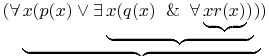 (∀x(p(x) ∨ ∃x(q(x) & ∀xr(x))))